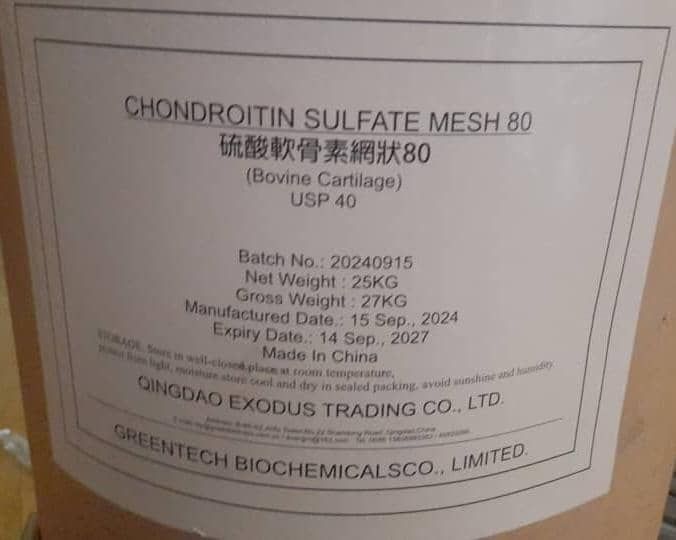 CHONDROITIN SULFATE MESH 80
硫酸軟骨素網狀80
(Bovine Cartilage)
USP 40
Batch No.: 20240915
Net Weight : 25KG
Gross Weight : 27KG
Manufactured Date.: 15 Sep., 2024
Expiry Date.: 14 Sep., 2027
Made In China
STORAGE: Store in well-closed place at room temperature,
protect from light, moisture store cool and dry in sealed packing, avoid sunshine and humidity
QINGDAO EXODUS TRADING CO., LTD.
GREENTECH BIOCHEMICALSCO., LIMITED.